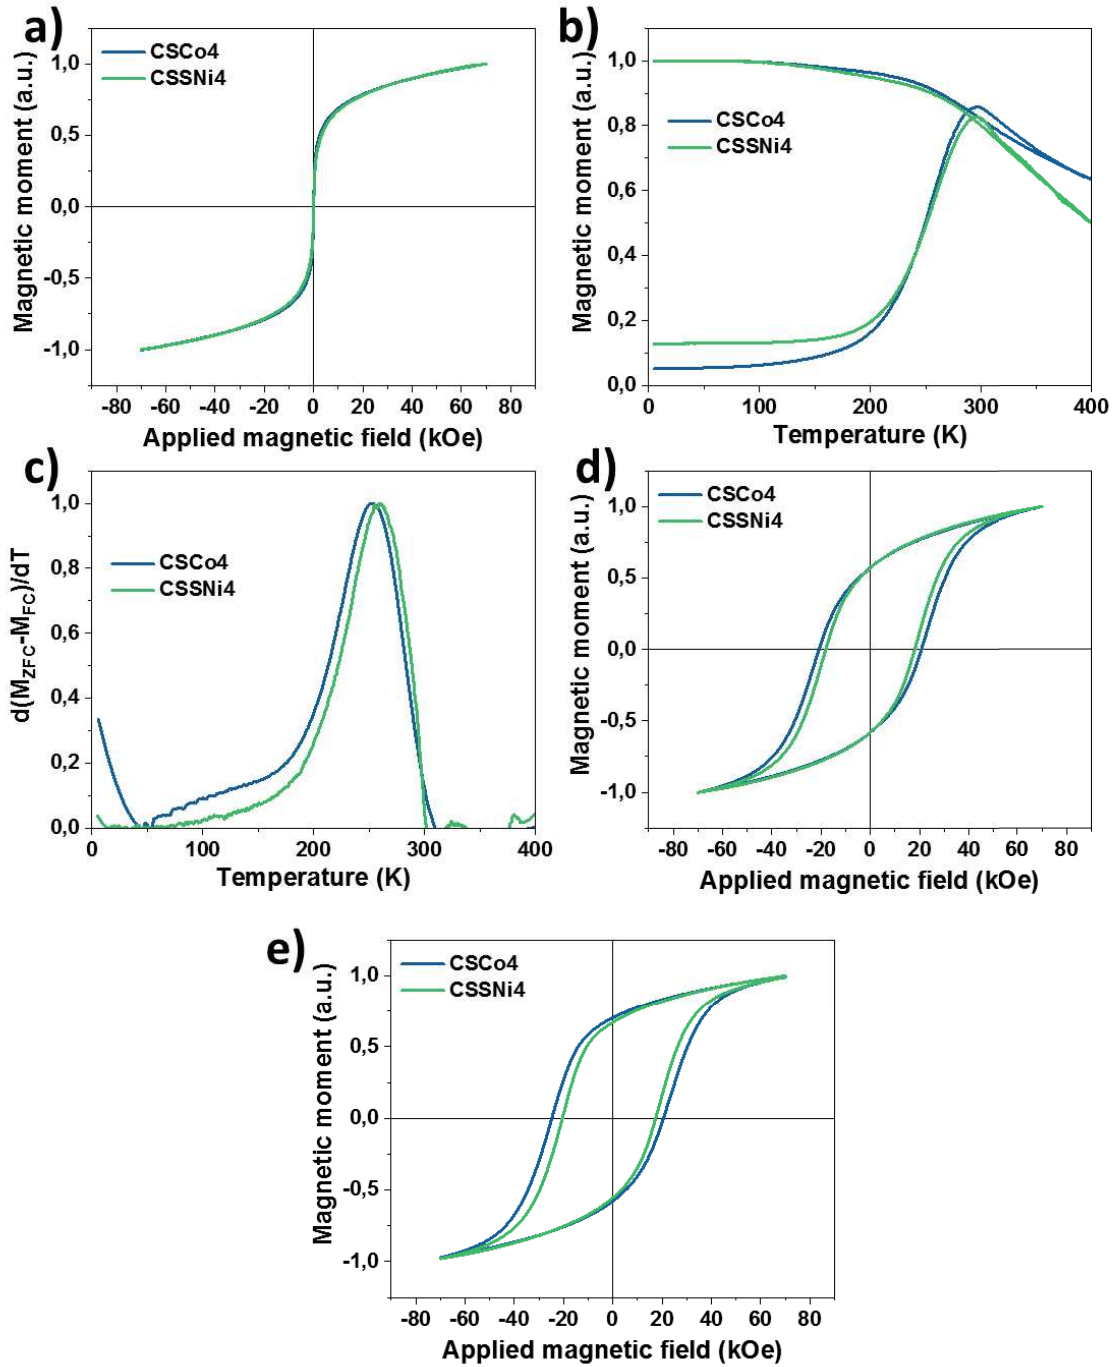 a)
CSCo4
CSSNi4
Magnetic moment (a.u.)
1,0
0,5
0,0
-0,5
-1,0
-80 -60 -40 -20 0 20 40 60 80
Applied magnetic field (kOe)
b)
CSCo4
CSSNi4
Magnetic moment (a.u.)
1,0
0,8
0,6
0,4
0,2
0,0
0 100 200 300 400
Temperature (K)
c)
CSCo4
CSSNi4
d(M_ZFC-M_FC)/dT
1,0
0,8
0,6
0,4
0,2
0,0
0 100 200 300 400
Temperature (K)
d)
CSCo4
CSSNi4
Magnetic moment (a.u.)
1,0
0,5
0,0
-0,5
-1,0
-80 -60 -40 -20 0 20 40 60 80
Applied magnetic field (kOe)
e)
CSCo4
CSSNi4
Magnetic moment (a.u.)
1,0
0,5
0,0
-0,5
-1,0
-80 -60 -40 -20 0 20 40 60 80
Applied magnetic field (kOe)